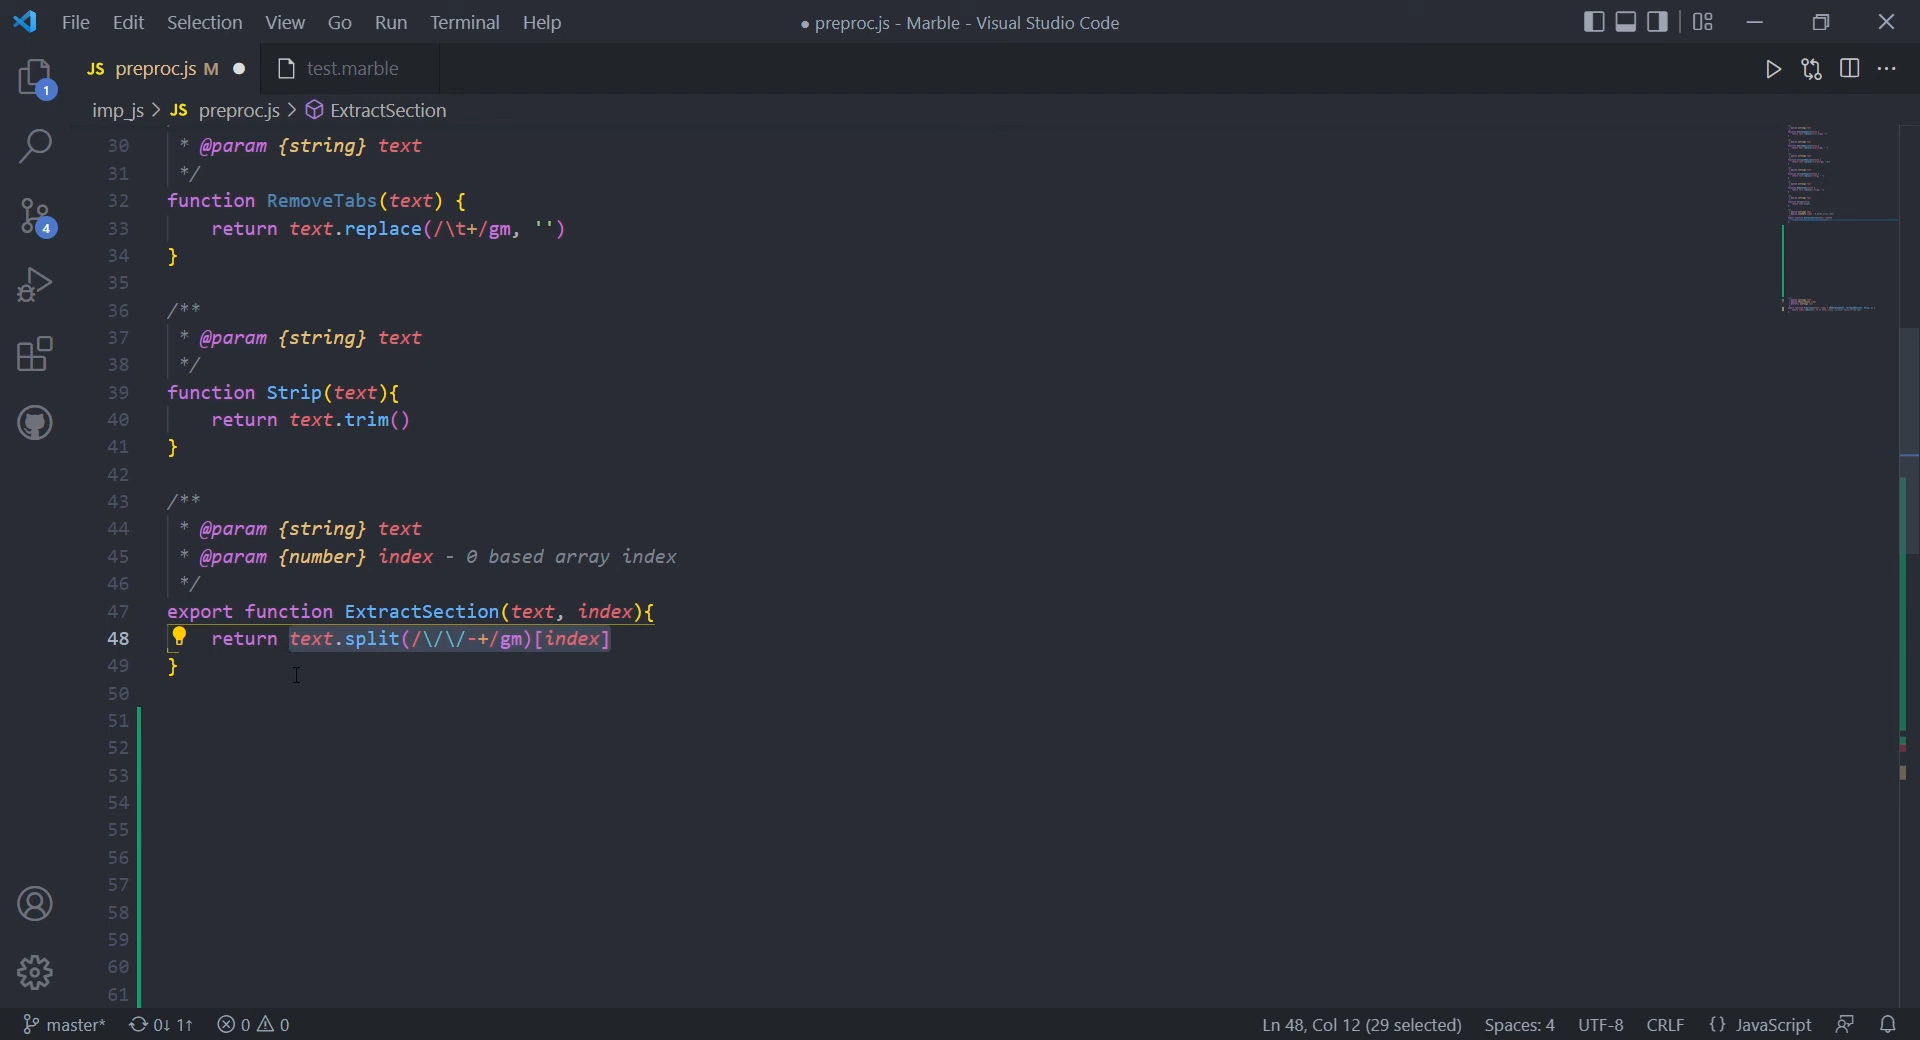 File Edit Selection View Go Run Terminal Help ● preproc.js - Marble - Visual Studio Code
JS preproc.js M ● test.marble
imp_js > JS preproc.js > ExtractSection
1
4
30 * @param {string} text
31 */
32 function RemoveTabs(text) {
33 return text.replace(/\t+/gm, '')
34 }
35
36 /**
37 * @param {string} text
38 */
39 function Strip(text){
40 return text.trim()
41 }
42
43 /**
44 * @param {string} text
45 * @param {number} index - 0 based array index
46 */
47 export function ExtractSection(text, index){
48 return text.split(/\/\/-+/gm)[index]
49 }
50
51
52
53
54
55
56
57
58
59
60
61
master* 0↓ 1↑ 0 0 Ln 48, Col 12 (29 selected) Spaces: 4 UTF-8 CRLF {} JavaScript